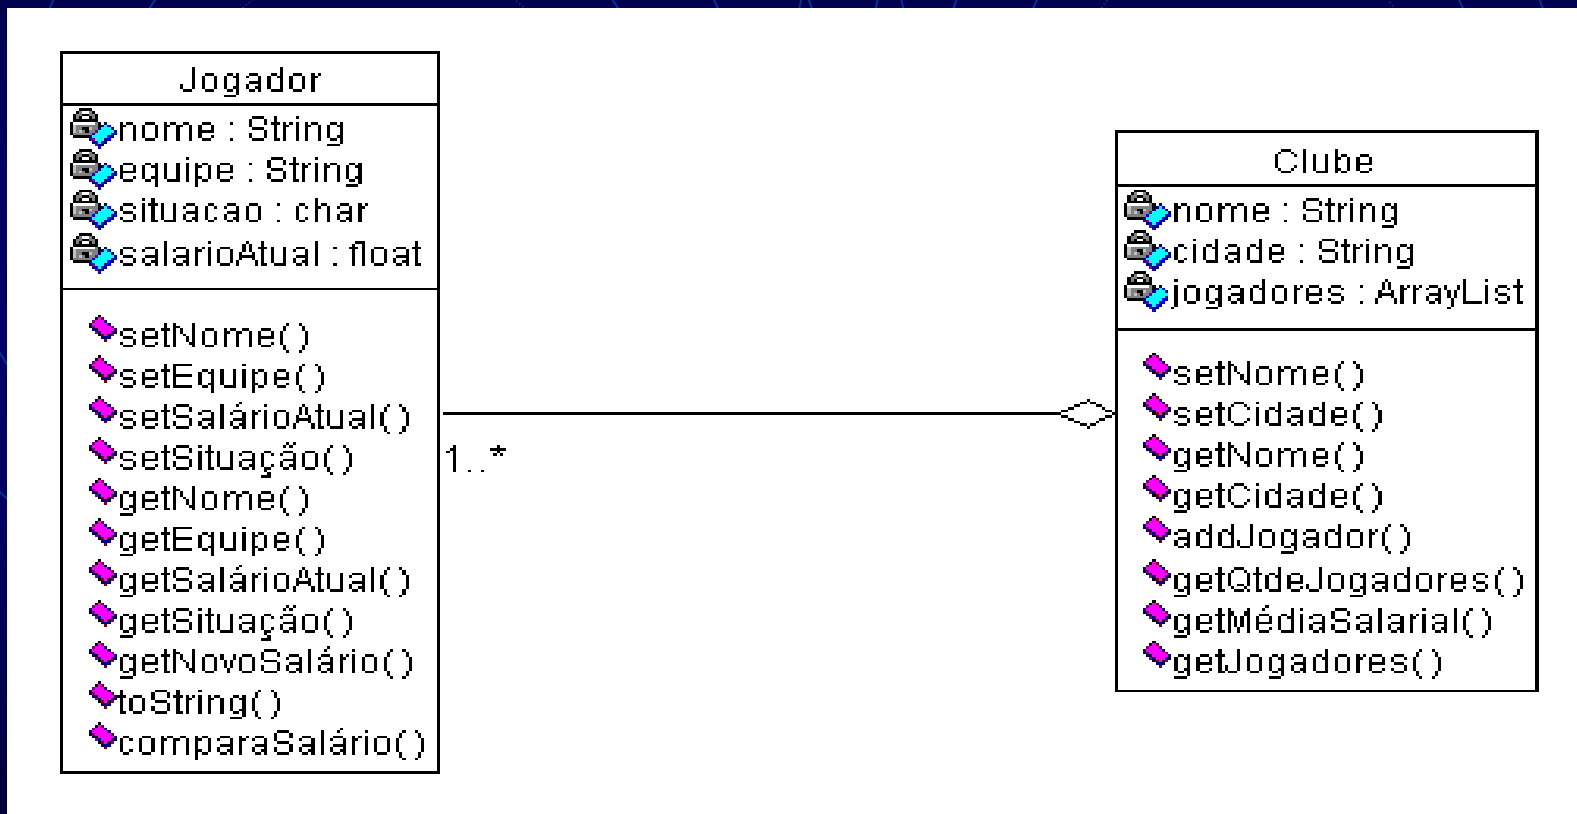 Jogador
nome : String
equipe : String
situacao : char
salarioAtual : float
setNome()
setEquipe()
setSalárioAtual()
setSituação()
getNome()
getEquipe()
getSalárioAtual()
getSituação()
getNovoSalário()
toString()
comparaSalário()
1..*
Clube
nome : String
cidade : String
jogadores : ArrayList
setNome()
setCidade()
getNome()
getCidade()
addJogador()
getQtdeJogadores()
getMédiaSalarial()
getJogadores()